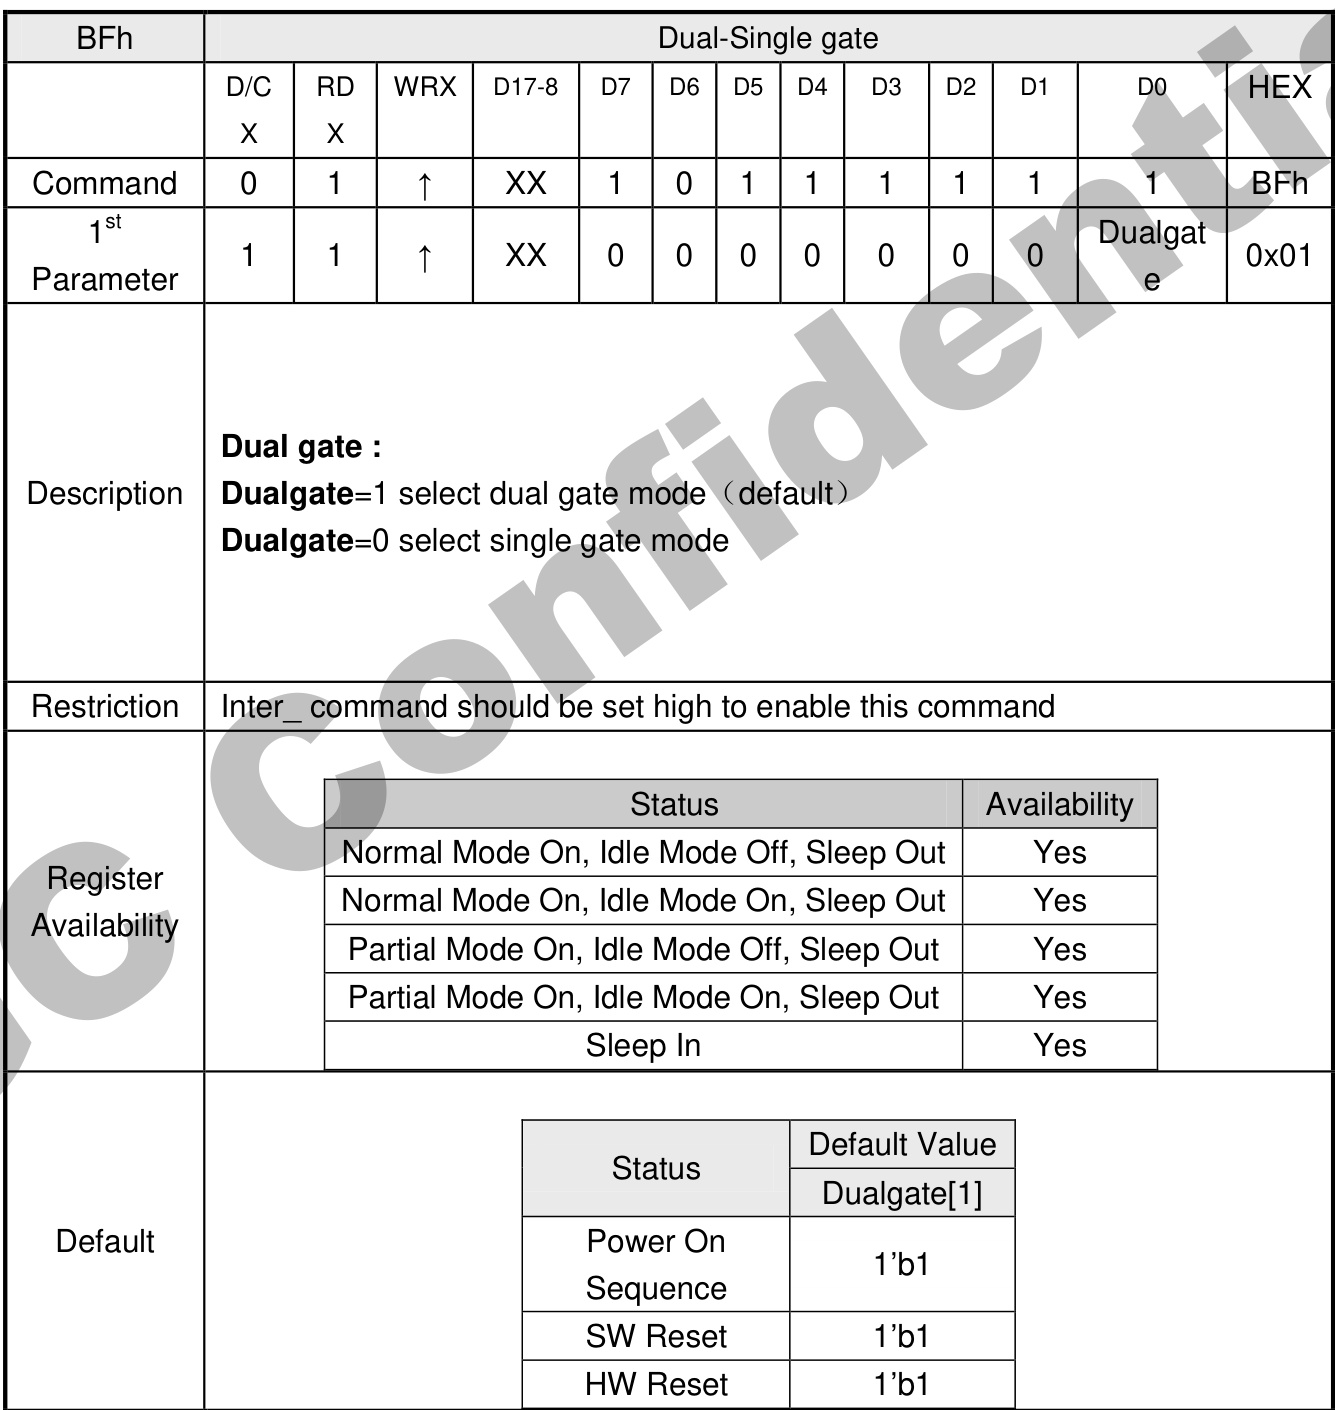 BFh Dual-Single gate
D/C RD WRX D17-8 D7 D6 D5 D4 D3 D2 D1 D0 HEX
X X
Command 0 1 ↑ XX 1 0 1 1 1 1 1 1 BFh
1st
Parameter 1 1 ↑ XX 0 0 0 0 0 0 0 Dualgat
e 0x01
Description
Dual gate :
Dualgate=1 select dual gate mode（default）
Dualgate=0 select single gate mode
Restriction Inter_ command should be set high to enable this command
Register
Availability
Status Availability
Normal Mode On, Idle Mode Off, Sleep Out Yes
Normal Mode On, Idle Mode On, Sleep Out Yes
Partial Mode On, Idle Mode Off, Sleep Out Yes
Partial Mode On, Idle Mode On, Sleep Out Yes
Sleep In Yes
Default
Status Default Value
Dualgate[1]
Power On
Sequence 1’b1
SW Reset 1’b1
HW Reset 1’b1